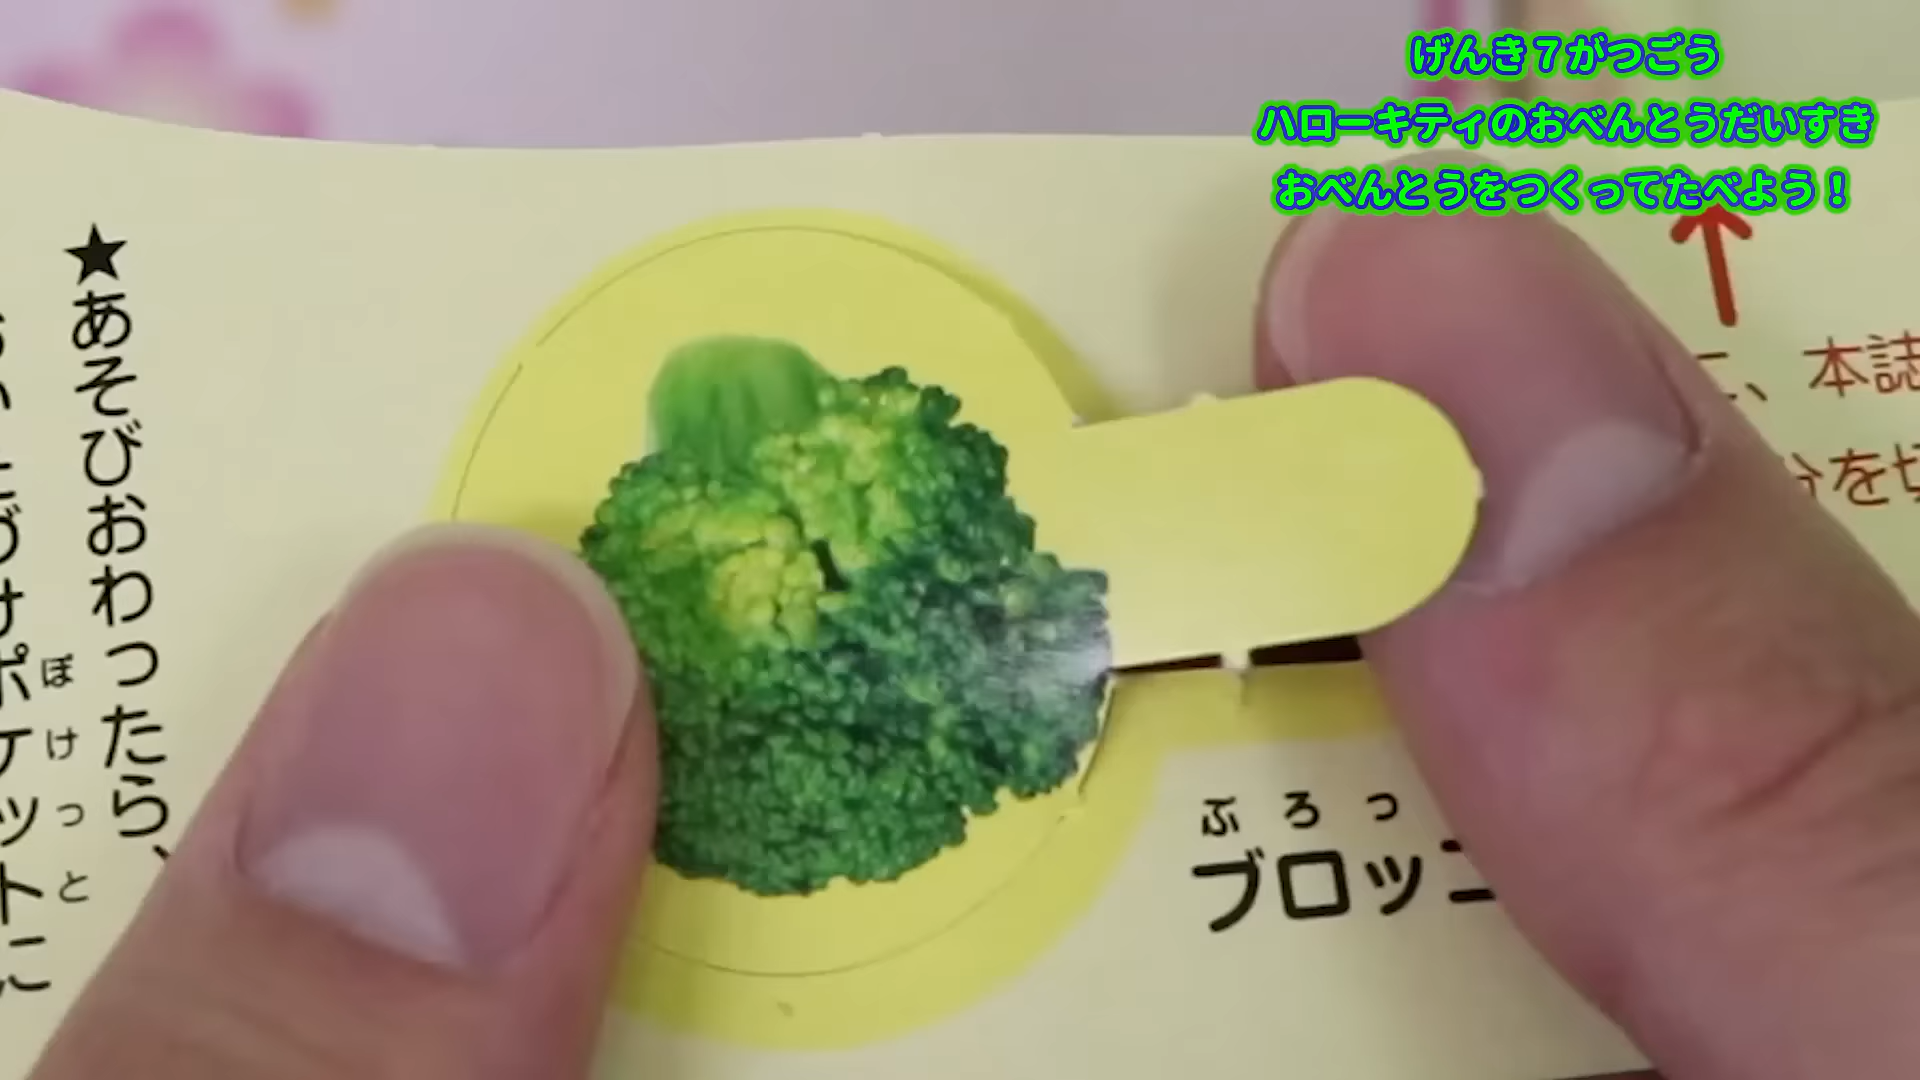 げんき７がつごう
ハローキティのおべんとうだいすき
おべんとうをつくってたべよう！
★あそびおわったら、
ポケットに
ぽけっと
本誌
分を切
ぶろっ
ブロッコ